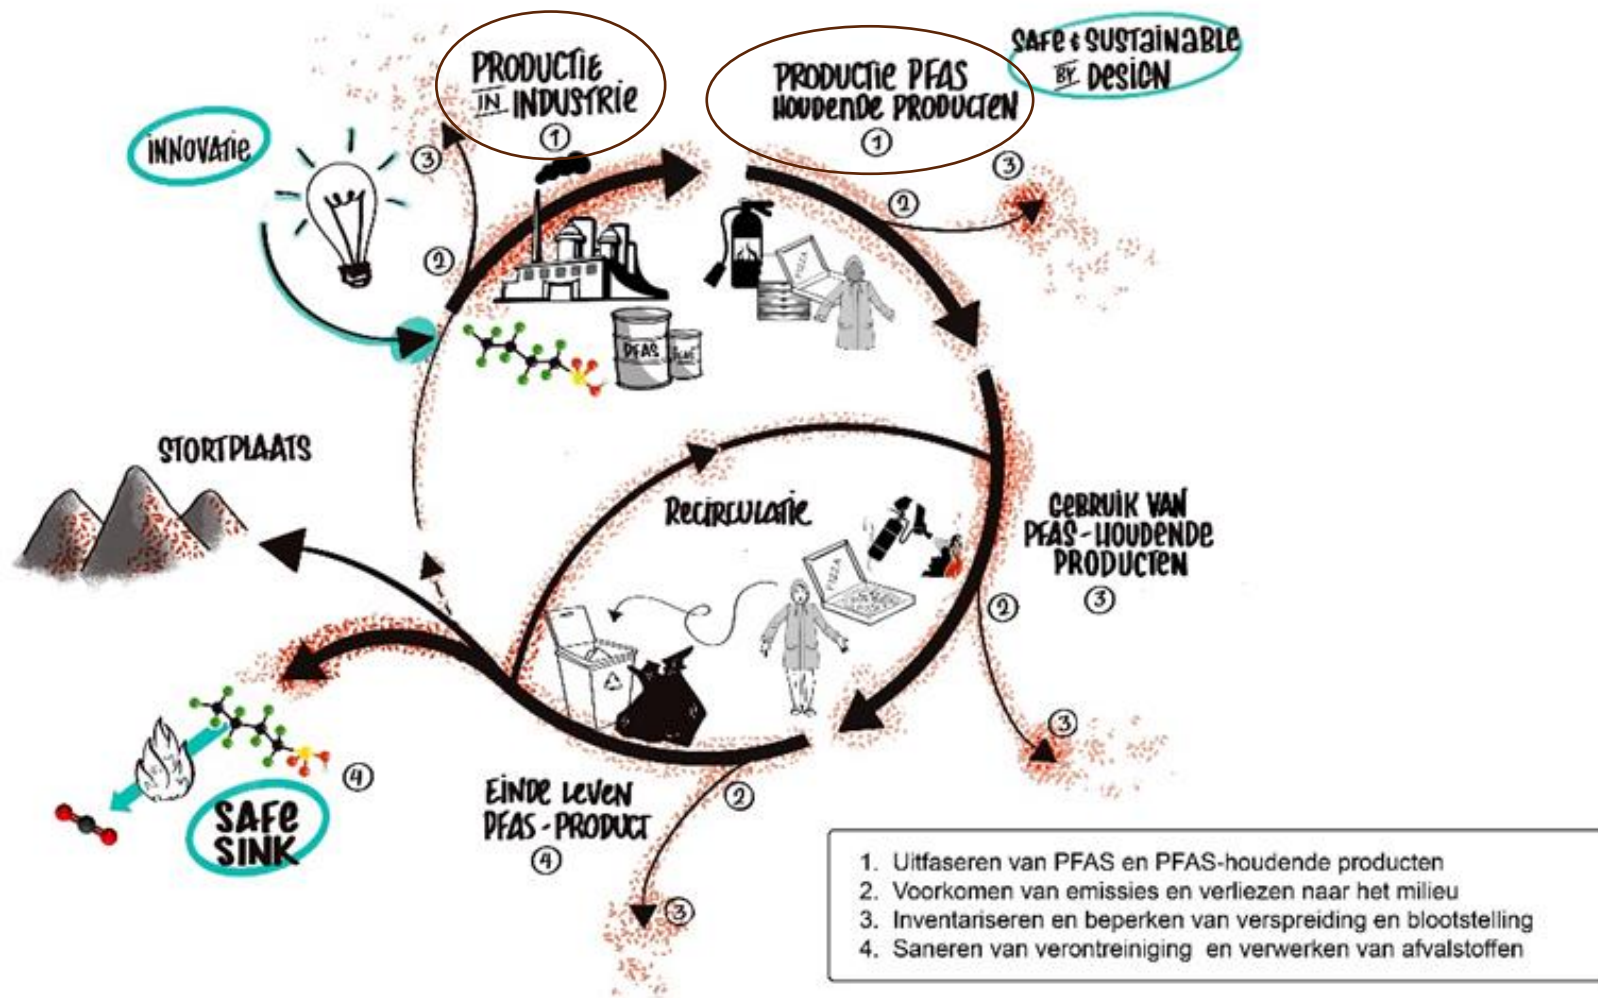 PRODUCTIE
IN INDUSTRIE
1
PRODUCTIE PFAS
HOUDENDE PRODUCTEN
1
SAFE & SUSTAINABLE
BY DESIGN
INNOVATIE
3
2
2
3
PIZZA
PFAS
PFAS
STORTPLAATS
RECIRCULATIE
GEBRUIK VAN
PFAS-HOUDENDE
PRODUCTEN
3
PIZZA
2
3
4
SAFE
SINK
EINDE LEVEN
PFAS-PRODUCT
4
2
3
1. Uitfaseren van PFAS en PFAS-houdende producten
2. Voorkomen van emissies en verliezen naar het milieu
3. Inventariseren en beperken van verspreiding en blootstelling
4. Saneren van verontreiniging en verwerken van afvalstoffen